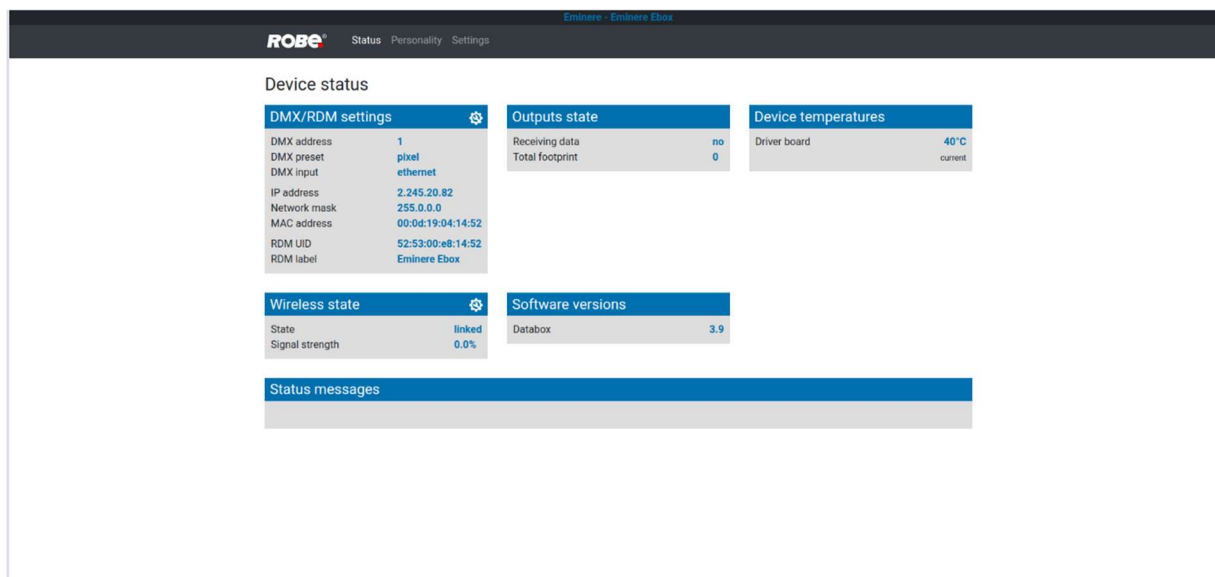 Eminere - Eminere Ebox
ROBE® Status Personality Settings
Device status
DMX/RDM settings
DMX address 1
DMX preset pixel
DMX input ethernet
IP address 2.245.20.82
Network mask 255.0.0.0
MAC address 00:0d:19:04:14:52
RDM UID 52:53:00:e8:14:52
RDM label Eminere Ebox
Outputs state
Receiving data no
Total footprint 0
Device temperatures
Driver board 40°C
current
Wireless state
State linked
Signal strength 0.0%
Software versions
Databox 3.9
Status messages